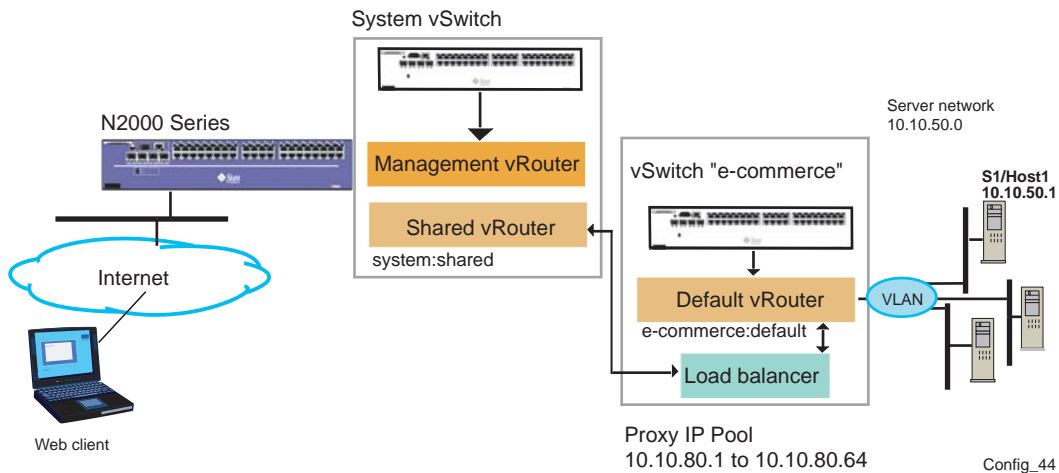 System vSwitch
N2000 Series
Management vRouter
Shared vRouter
system:shared
Internet
Web client
vSwitch "e-commerce"
Default vRouter
e-commerce:default
Load balancer
Proxy IP Pool
10.10.80.1 to 10.10.80.64
Server network
10.10.50.0
S1/Host1
10.10.50.1
VLAN
Sun
Config_44